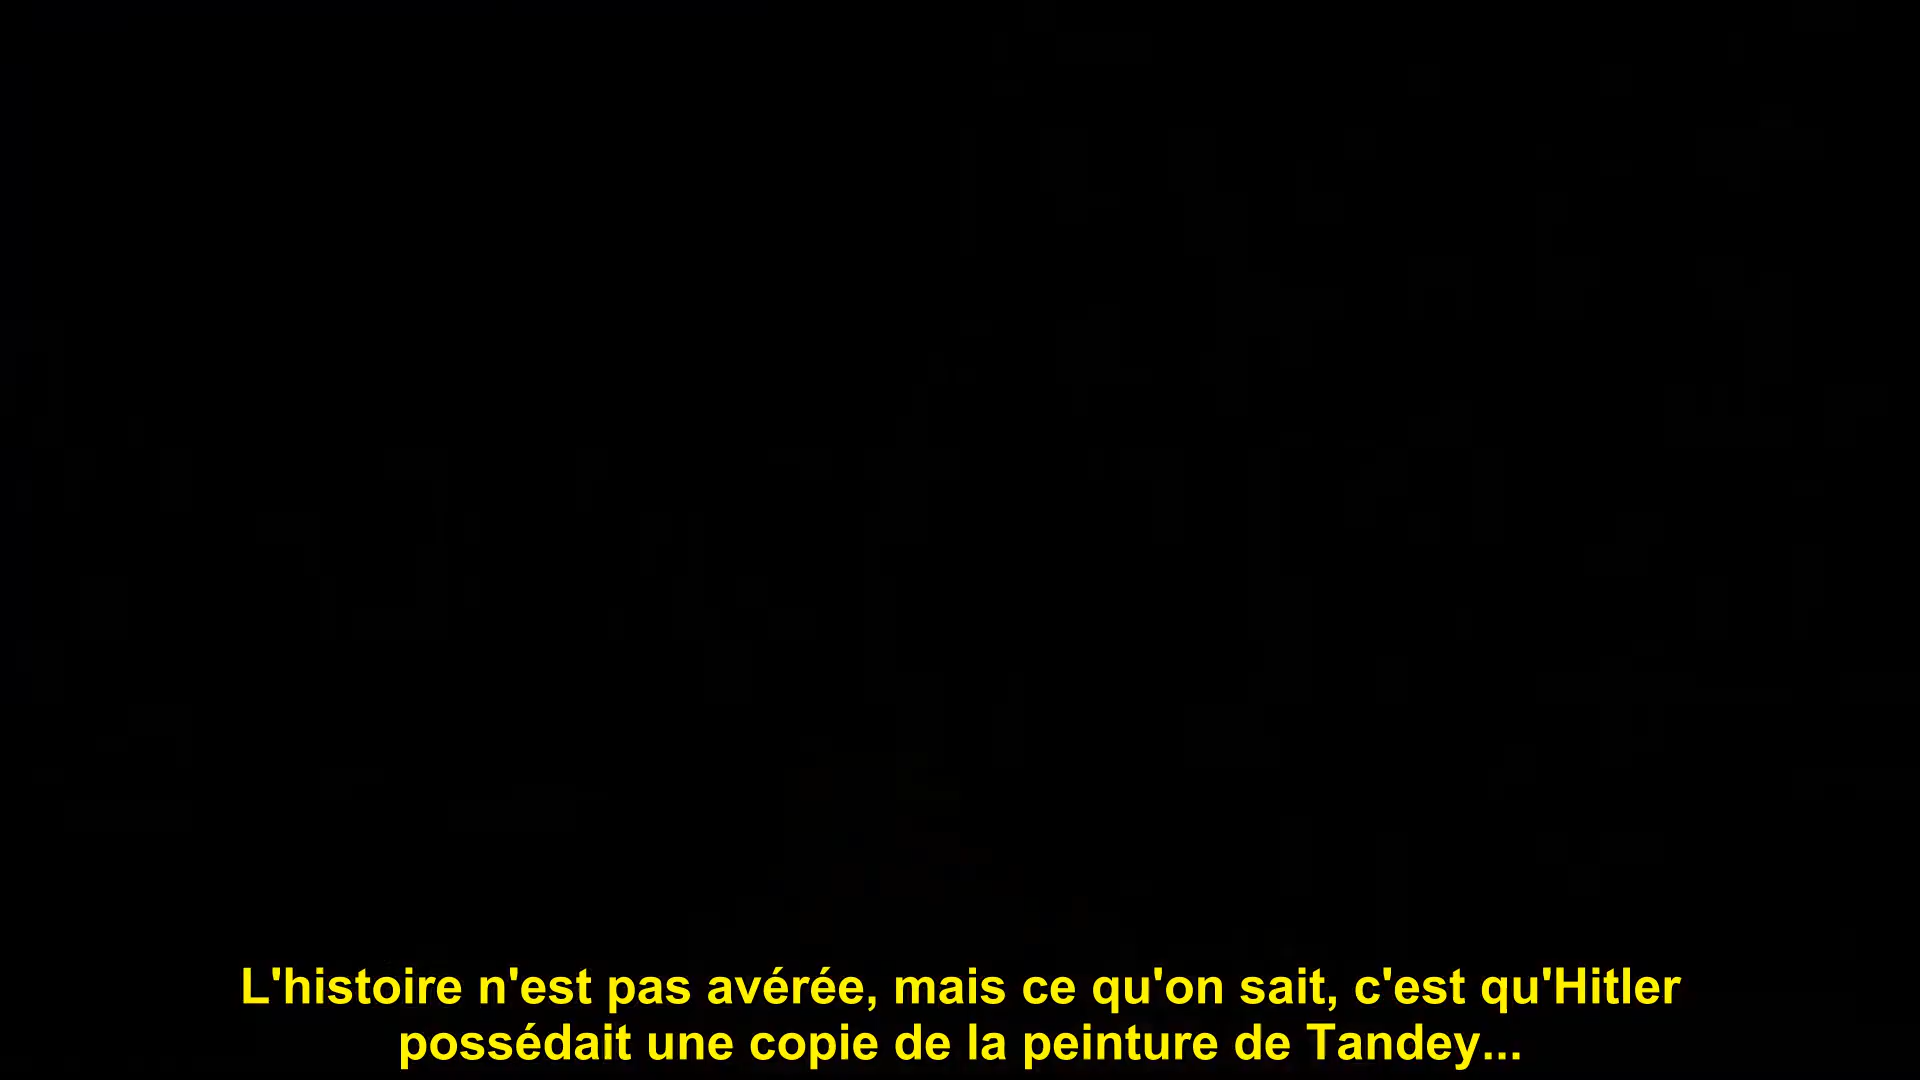 L'histoire n'est pas avérée, mais ce qu'on sait, c'est qu'Hitler
possédait une copie de la peinture de Tandey...